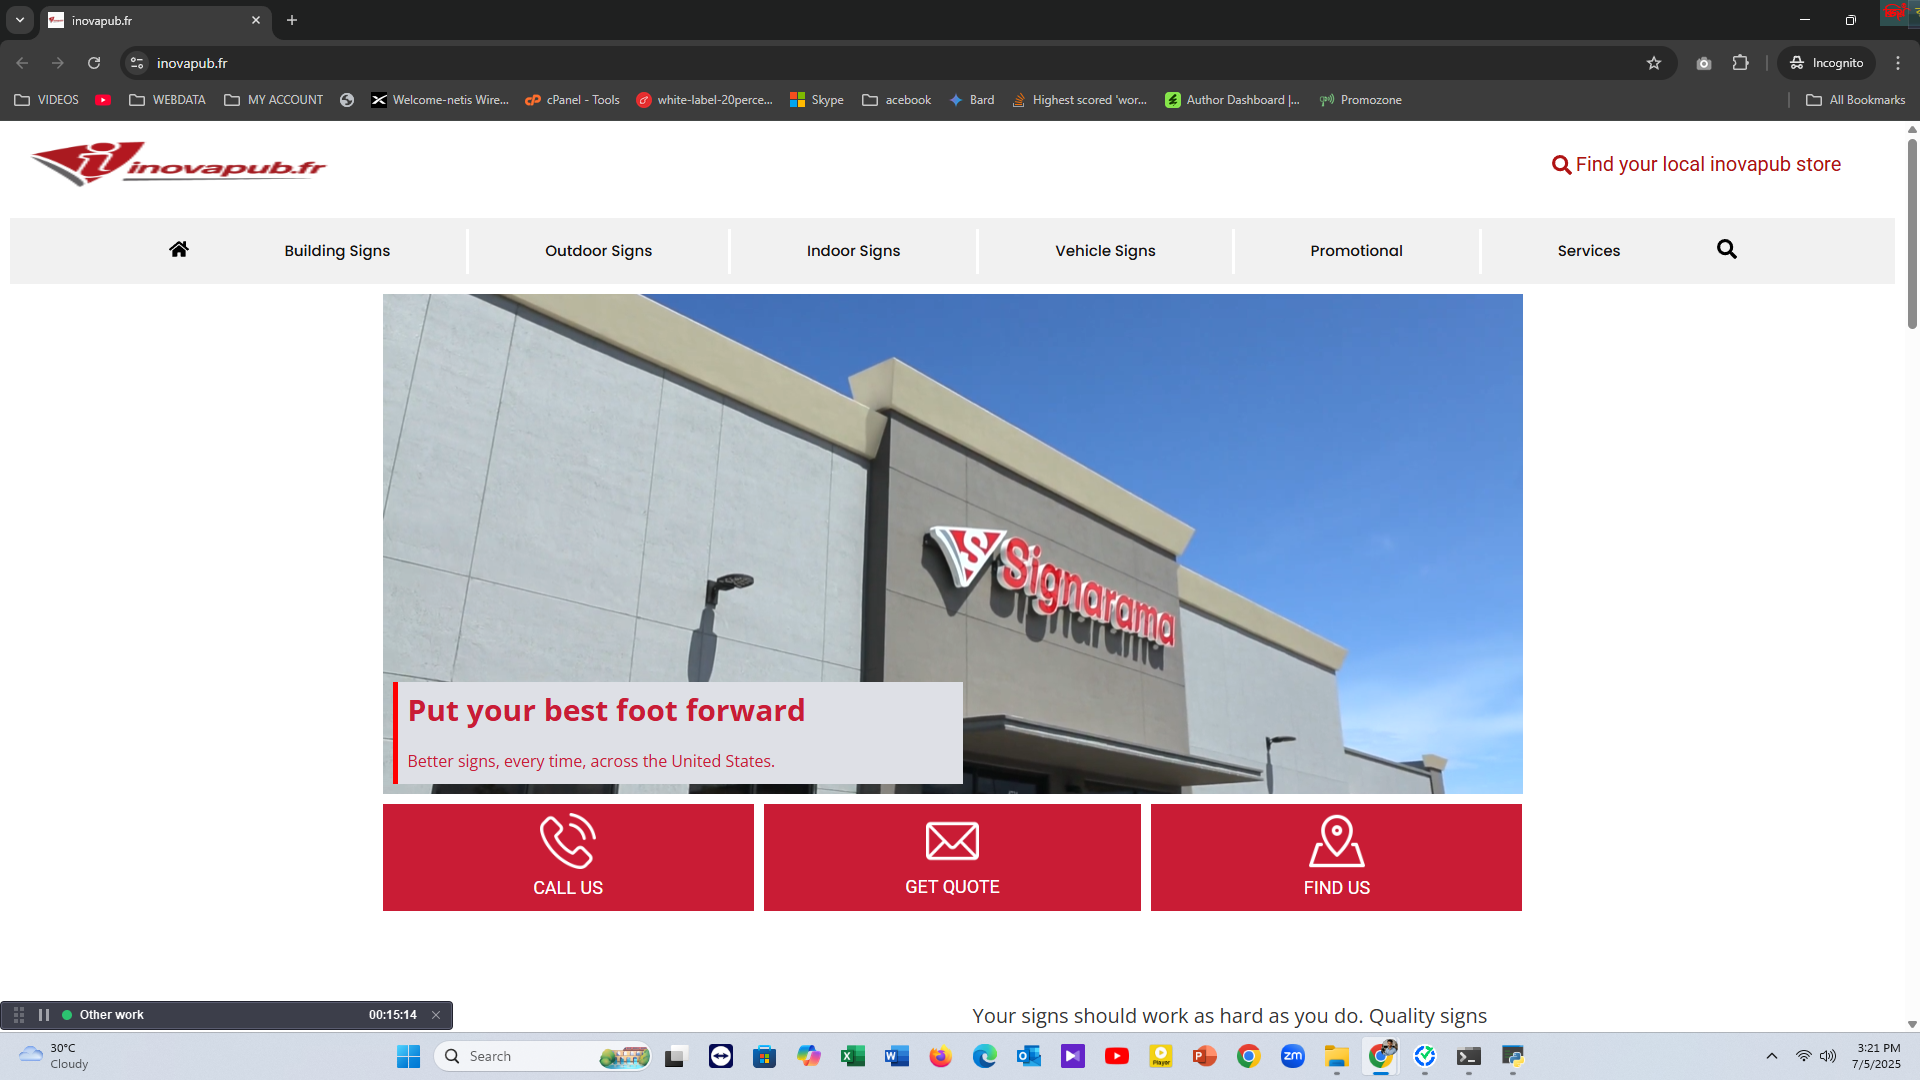 inovapub.fr
inovapub.fr
Incognito
VIDEOS
WEBDATA
MY ACCOUNT
Welcome-netis Wire...
cPanel - Tools
white-label-20perce...
Skype
acebook
Bard
Highest scored 'wor...
Author Dashboard |...
Promozone
All Bookmarks
inovapub.fr
Find your local inovapub store
Building Signs
Outdoor Signs
Indoor Signs
Vehicle Signs
Promotional
Services
Signarama
Put your best foot forward
Better signs, every time, across the United States.
CALL US
GET QUOTE
FIND US
Your signs should work as hard as you do. Quality signs
Other work
00:15:14
30°C
Cloudy
Search
zm
3:21 PM
7/5/2025